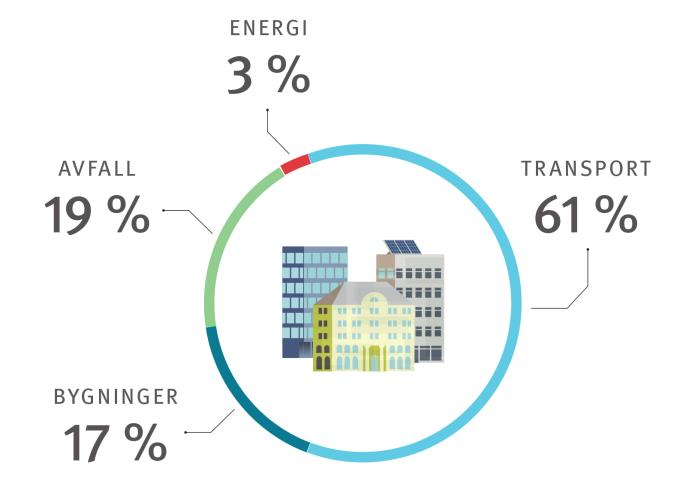 ENERGI
3 %
AVFALL
19 %
TRANSPORT
61 %
BYGNINGER
17 %